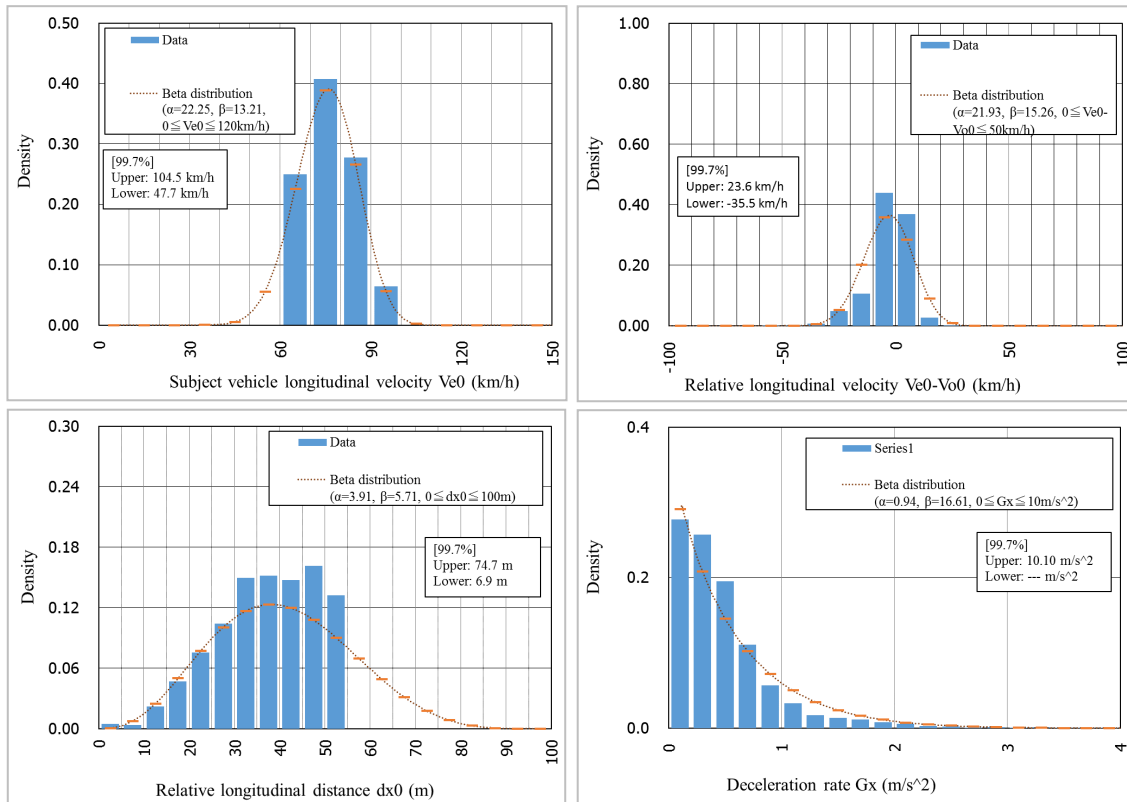 0.50
0.40
0.30
0.20
0.10
0.00
Density
Data
Beta distribution
(α=22.25, β=13.21,
0≦Ve0≦120km/h)
[99.7%]
Upper: 104.5 km/h
Lower: 47.7 km/h
0
30
60
90
120
150
Subject vehicle longitudinal velocity Ve0 (km/h)
1.00
0.80
0.60
0.40
0.20
0.00
Density
Data
Beta distribution
(α=21.93, β=15.26, 0≦Ve0-
Vo0≦50km/h)
[99.7%]
Upper: 23.6 km/h
Lower: -35.5 km/h
-100
-50
0
50
100
Relative longitudinal velocity Ve0-Vo0 (km/h)
0.30
0.24
0.18
0.12
0.06
0.00
Density
Data
Beta distribution
(α=3.91, β=5.71, 0≦dx0≦100m)
[99.7%]
Upper: 74.7 m
Lower: 6.9 m
0
10
20
30
40
50
60
70
80
90
100
Relative longitudinal distance dx0 (m)
0.4
0.2
0.0
Density
Series1
Beta distribution
(α=0.94, β=16.61, 0≦Gx≦10m/s^2)
[99.7%]
Upper: 10.10 m/s^2
Lower: --- m/s^2
0
1
2
3
4
Deceleration rate Gx (m/s^2)